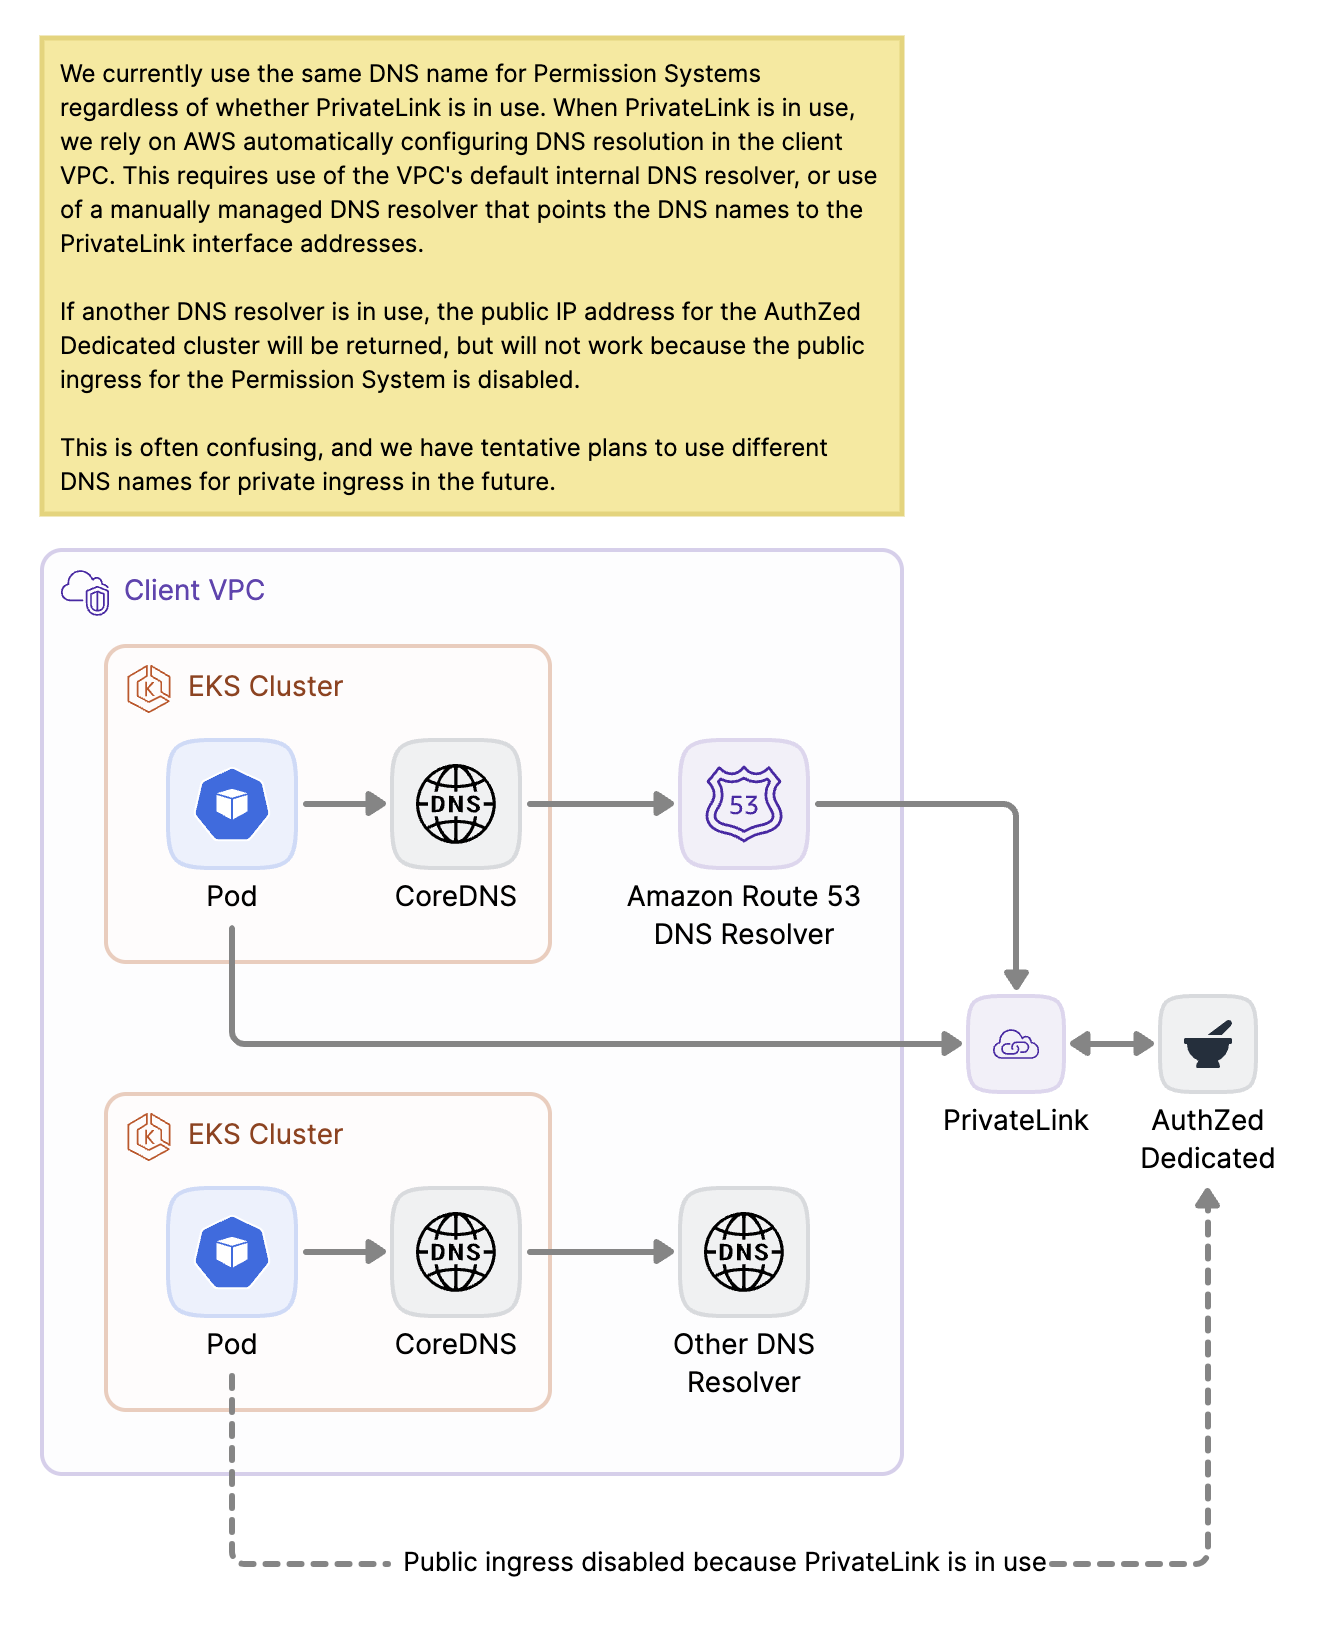 We currently use the same DNS name for Permission Systems
regardless of whether PrivateLink is in use. When PrivateLink is in use,
we rely on AWS automatically configuring DNS resolution in the client
VPC. This requires use of the VPC's default internal DNS resolver, or use
of a manually managed DNS resolver that points the DNS names to the
PrivateLink interface addresses.
If another DNS resolver is in use, the public IP address for the AuthZed
Dedicated cluster will be returned, but will not work because the public
ingress for the Permission System is disabled.
This is often confusing, and we have tentative plans to use different
DNS names for private ingress in the future.
Client VPC
K
EKS Cluster
DNS
53
Pod
CoreDNS
Amazon Route 53
DNS Resolver
PrivateLink
AuthZed
Dedicated
K
EKS Cluster
DNS
DNS
Pod
CoreDNS
Other DNS
Resolver
Public ingress disabled because PrivateLink is in use